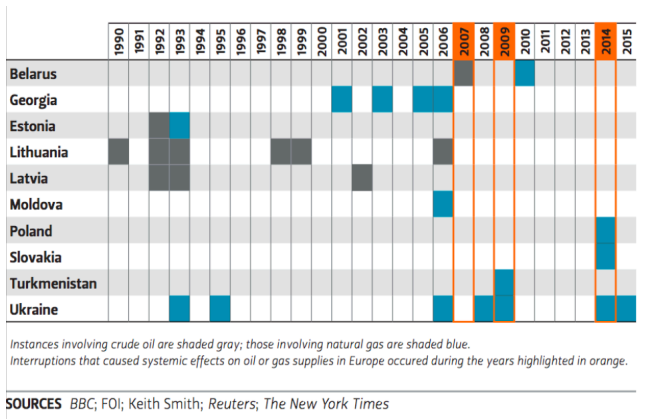 1990 1991 1992 1993 1994 1995 1996 1997 1998 1999 2000 2001 2002 2003 2004 2005 2006 2007 2008 2009 2010 2011 2012 2013 2014 2015
Belarus
Georgia
Estonia
Lithuania
Latvia
Moldova
Poland
Slovakia
Turkmenistan
Ukraine
Instances involving crude oil are shaded gray; those involving natural gas are shaded blue.
Interruptions that caused systemic effects on oil or gas supplies in Europe occured during the years highlighted in orange.
SOURCES BBC; FOI; Keith Smith; Reuters; The New York Times